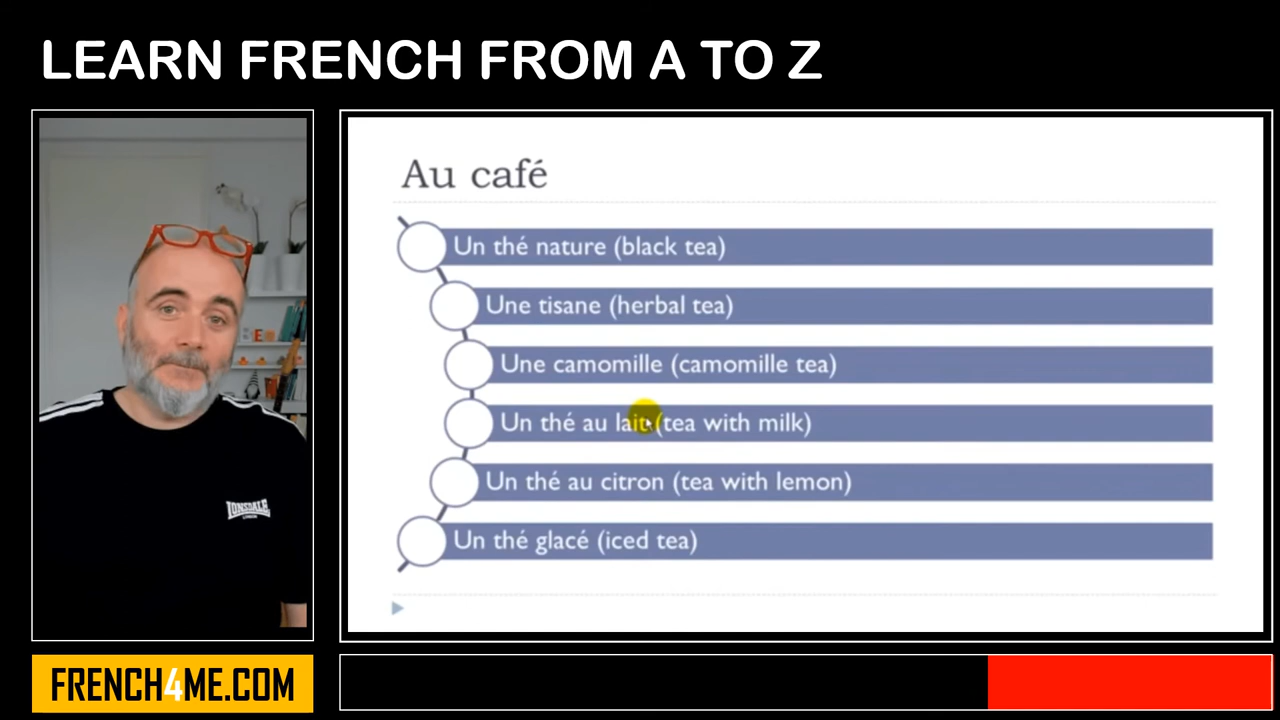 LEARN FRENCH FROM A TO Z
Au café
Un thé nature (black tea)
Une tisane (herbal tea)
Une camomille (camomille tea)
Un thé au lait (tea with milk)
Un thé au citron (tea with lemon)
Un thé glacé (iced tea)
LONSDALE
LONDON
FRENCH4ME.COM